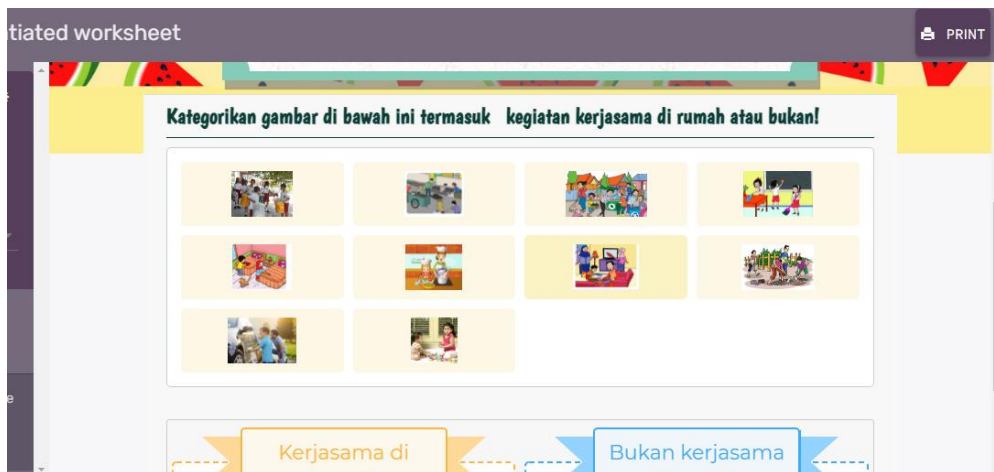 tiated worksheet
PRINT
Kategorikan gambar di bawah ini termasuk kegiatan kerjasama di rumah atau bukan!
Kerjasama di
Bukan kerjasama